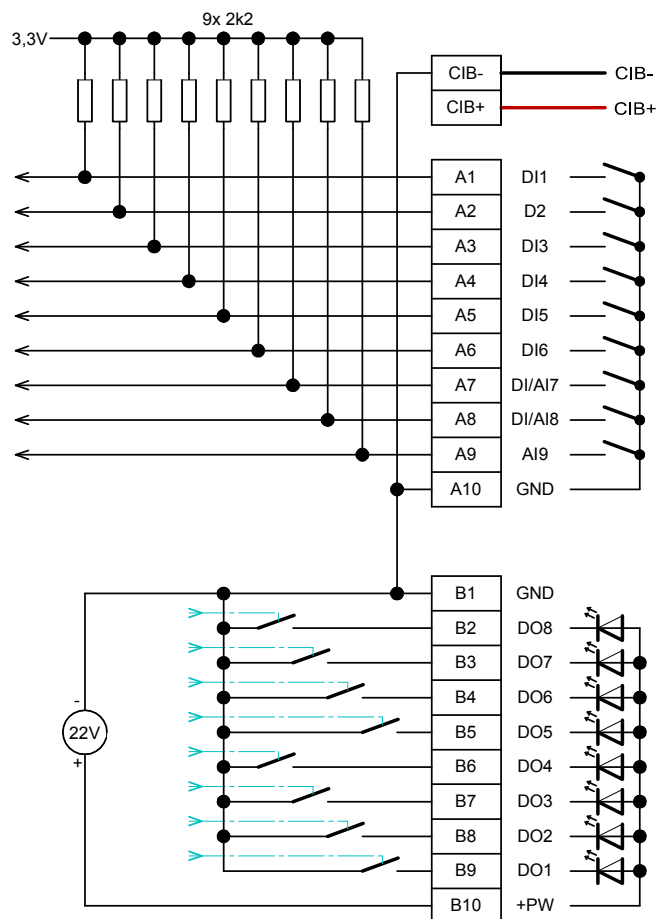 9x 2k2
3,3V
CIB- CIB-
CIB+ CIB+
A1 DI1
A2 D2
A3 DI3
A4 DI4
A5 DI5
A6 DI6
A7 DI/AI7
A8 DI/AI8
A9 AI9
A10 GND
B1 GND
B2 DO8
B3 DO7
B4 DO6
-
22V
+
B5 DO5
B6 DO4
B7 DO3
B8 DO2
B9 DO1
B10 +PW